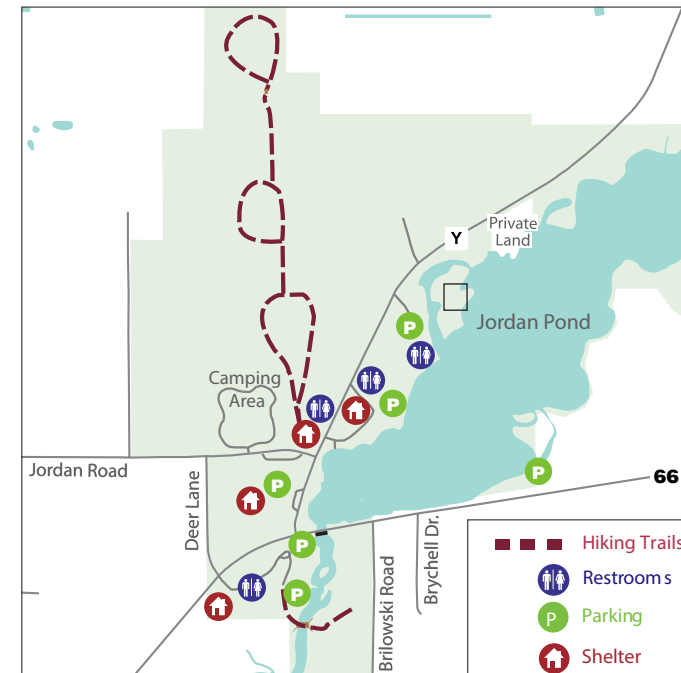 Y
Private
Land
Jordan Pond
Camping
Area
Jordan Road
Deer Lane
66
Brilowski Road
Brychell Dr.
P
P
P
P
P
P
Hiking Trails
Restrooms
P
Parking
Shelter